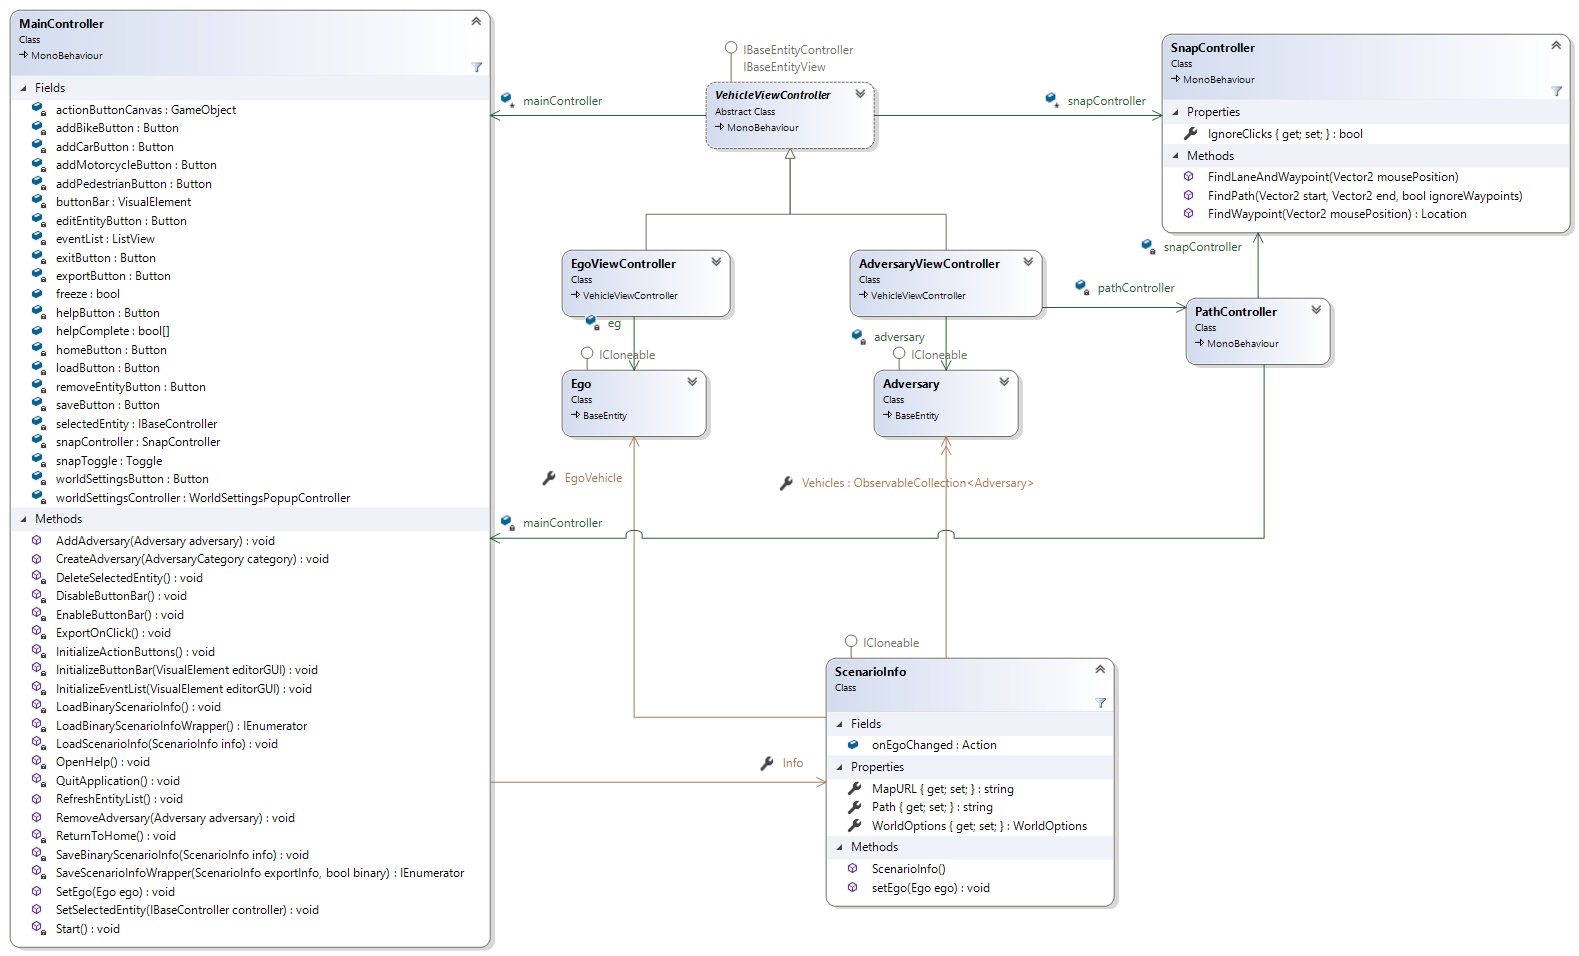 MainController
Class
MonoBehaviour
Fields
actionButtonCanvas : GameObject
addBikeButton : Button
addCarButton : Button
addMotorcycleButton : Button
addPedestrianButton : Button
buttonBar : VisualElement
editEntityButton : Button
eventList : ListView
exitButton : Button
exportButton : Button
freeze : bool
helpButton : Button
helpComplete : bool[]
homeButton : Button
loadButton : Button
removeEntityButton : Button
saveButton : Button
selectedEntity : IBaseController
snapController : SnapController
snapToggle : Toggle
worldSettingsButton : Button
worldSettingsController : WorldSettingsPopupController
Methods
AddAdversary(Adversary adversary) : void
CreateAdversary(AdversaryCategory category) : void
DeleteSelectedEntity() : void
DisableButtonBar() : void
EnableButtonBar() : void
ExportOnClick() : void
InitializeActionButtons() : void
InitializeButtonBar(VisualElement editorGUI) : void
InitializeEventList(VisualElement editorGUI) : void
LoadBinaryScenarioInfo() : void
LoadBinaryScenarioInfoWrapper() : IEnumerator
LoadScenarioInfo(ScenarioInfo info) : void
OpenHelp() : void
QuitApplication() : void
RefreshEntityList() : void
RemoveAdversary(Adversary adversary) : void
ReturnToHome() : void
SaveBinaryScenarioInfo(ScenarioInfo info) : void
SaveScenarioInfoWrapper(ScenarioInfo exportInfo, bool binary) : IEnumerator
SetEgo(Ego ego) : void
SetSelectedEntity(IBaseController controller) : void
Start() : void
mainController
IBaseEntityController
IBaseEntityView
VehicleViewController
Abstract Class
MonoBehaviour
snapController
SnapController
Class
MonoBehaviour
Properties
IgnoreClicks { get; set; } : bool
Methods
FindLaneAndWaypoint(Vector2 mousePosition)
FindPath(Vector2 start, Vector2 end, bool ignoreWaypoints)
FindWaypoint(Vector2 mousePosition) : Location
snapController
EgoViewController
Class
VehicleViewController
eg
AdversaryViewController
Class
VehicleViewController
adversary
pathController
PathController
Class
MonoBehaviour
ICloneable
Ego
Class
BaseEntity
ICloneable
Adversary
Class
BaseEntity
EgoVehicle
Vehicles : ObservableCollection<Adversary>
mainController
Info
ICloneable
ScenarioInfo
Class
Fields
onEgoChanged : Action
Properties
MapURL { get; set; } : string
Path { get; set; } : string
WorldOptions { get; set; } : WorldOptions
Methods
ScenarioInfo()
setEgo(Ego ego) : void